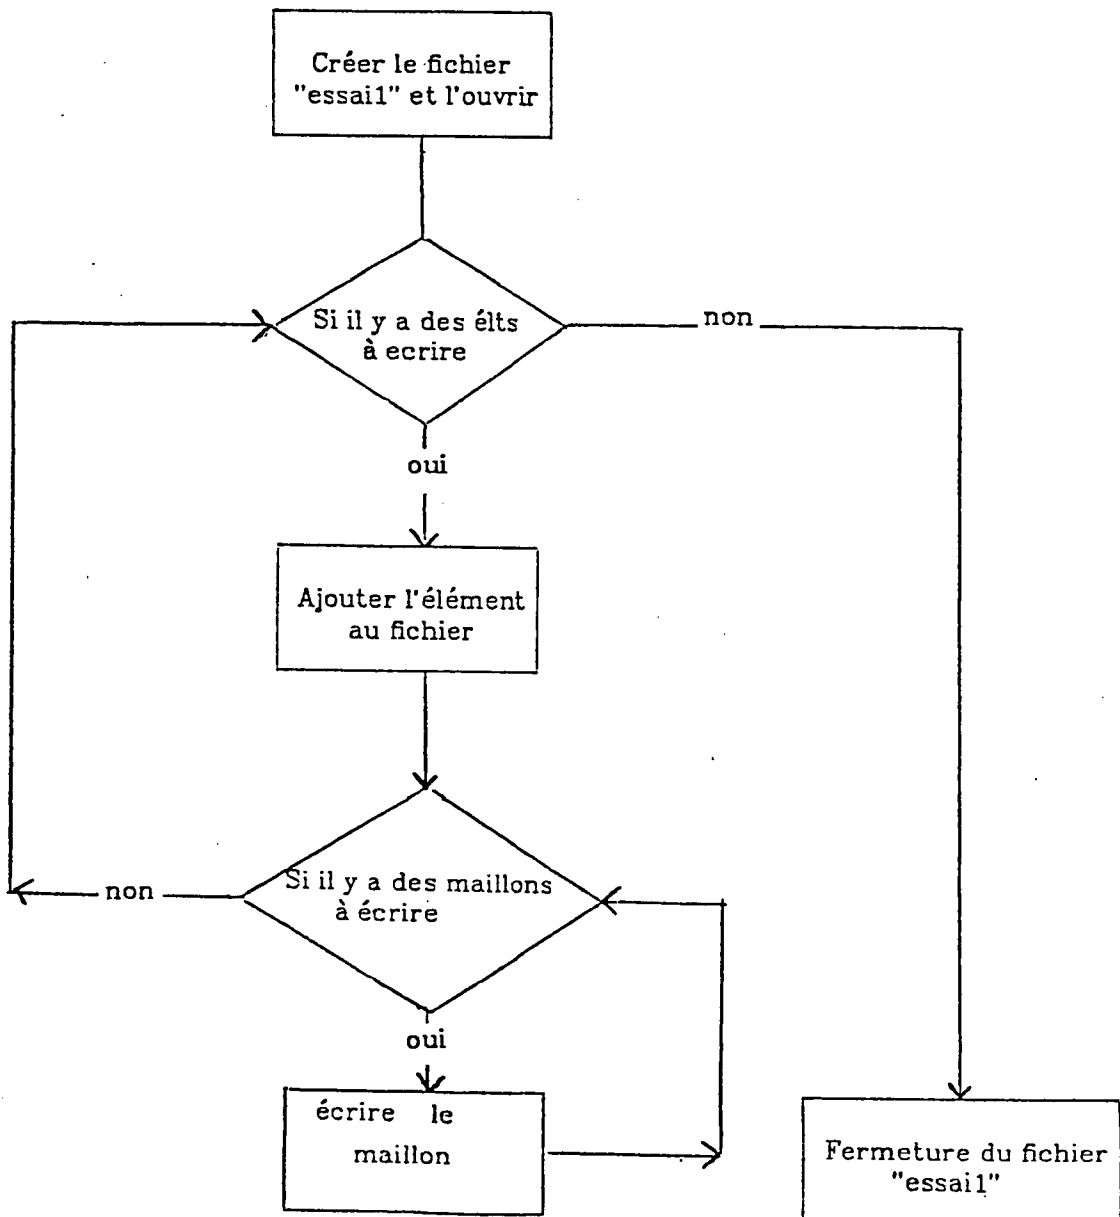 Créer le fichier
"essai1" et l'ouvrir
Si il y a des élts
à ecrire
non
oui
Ajouter l'élément
au fichier
Si il y a des maillons
à écrire
non
oui
écrire le
maillon
Fermeture du fichier
"essai1"